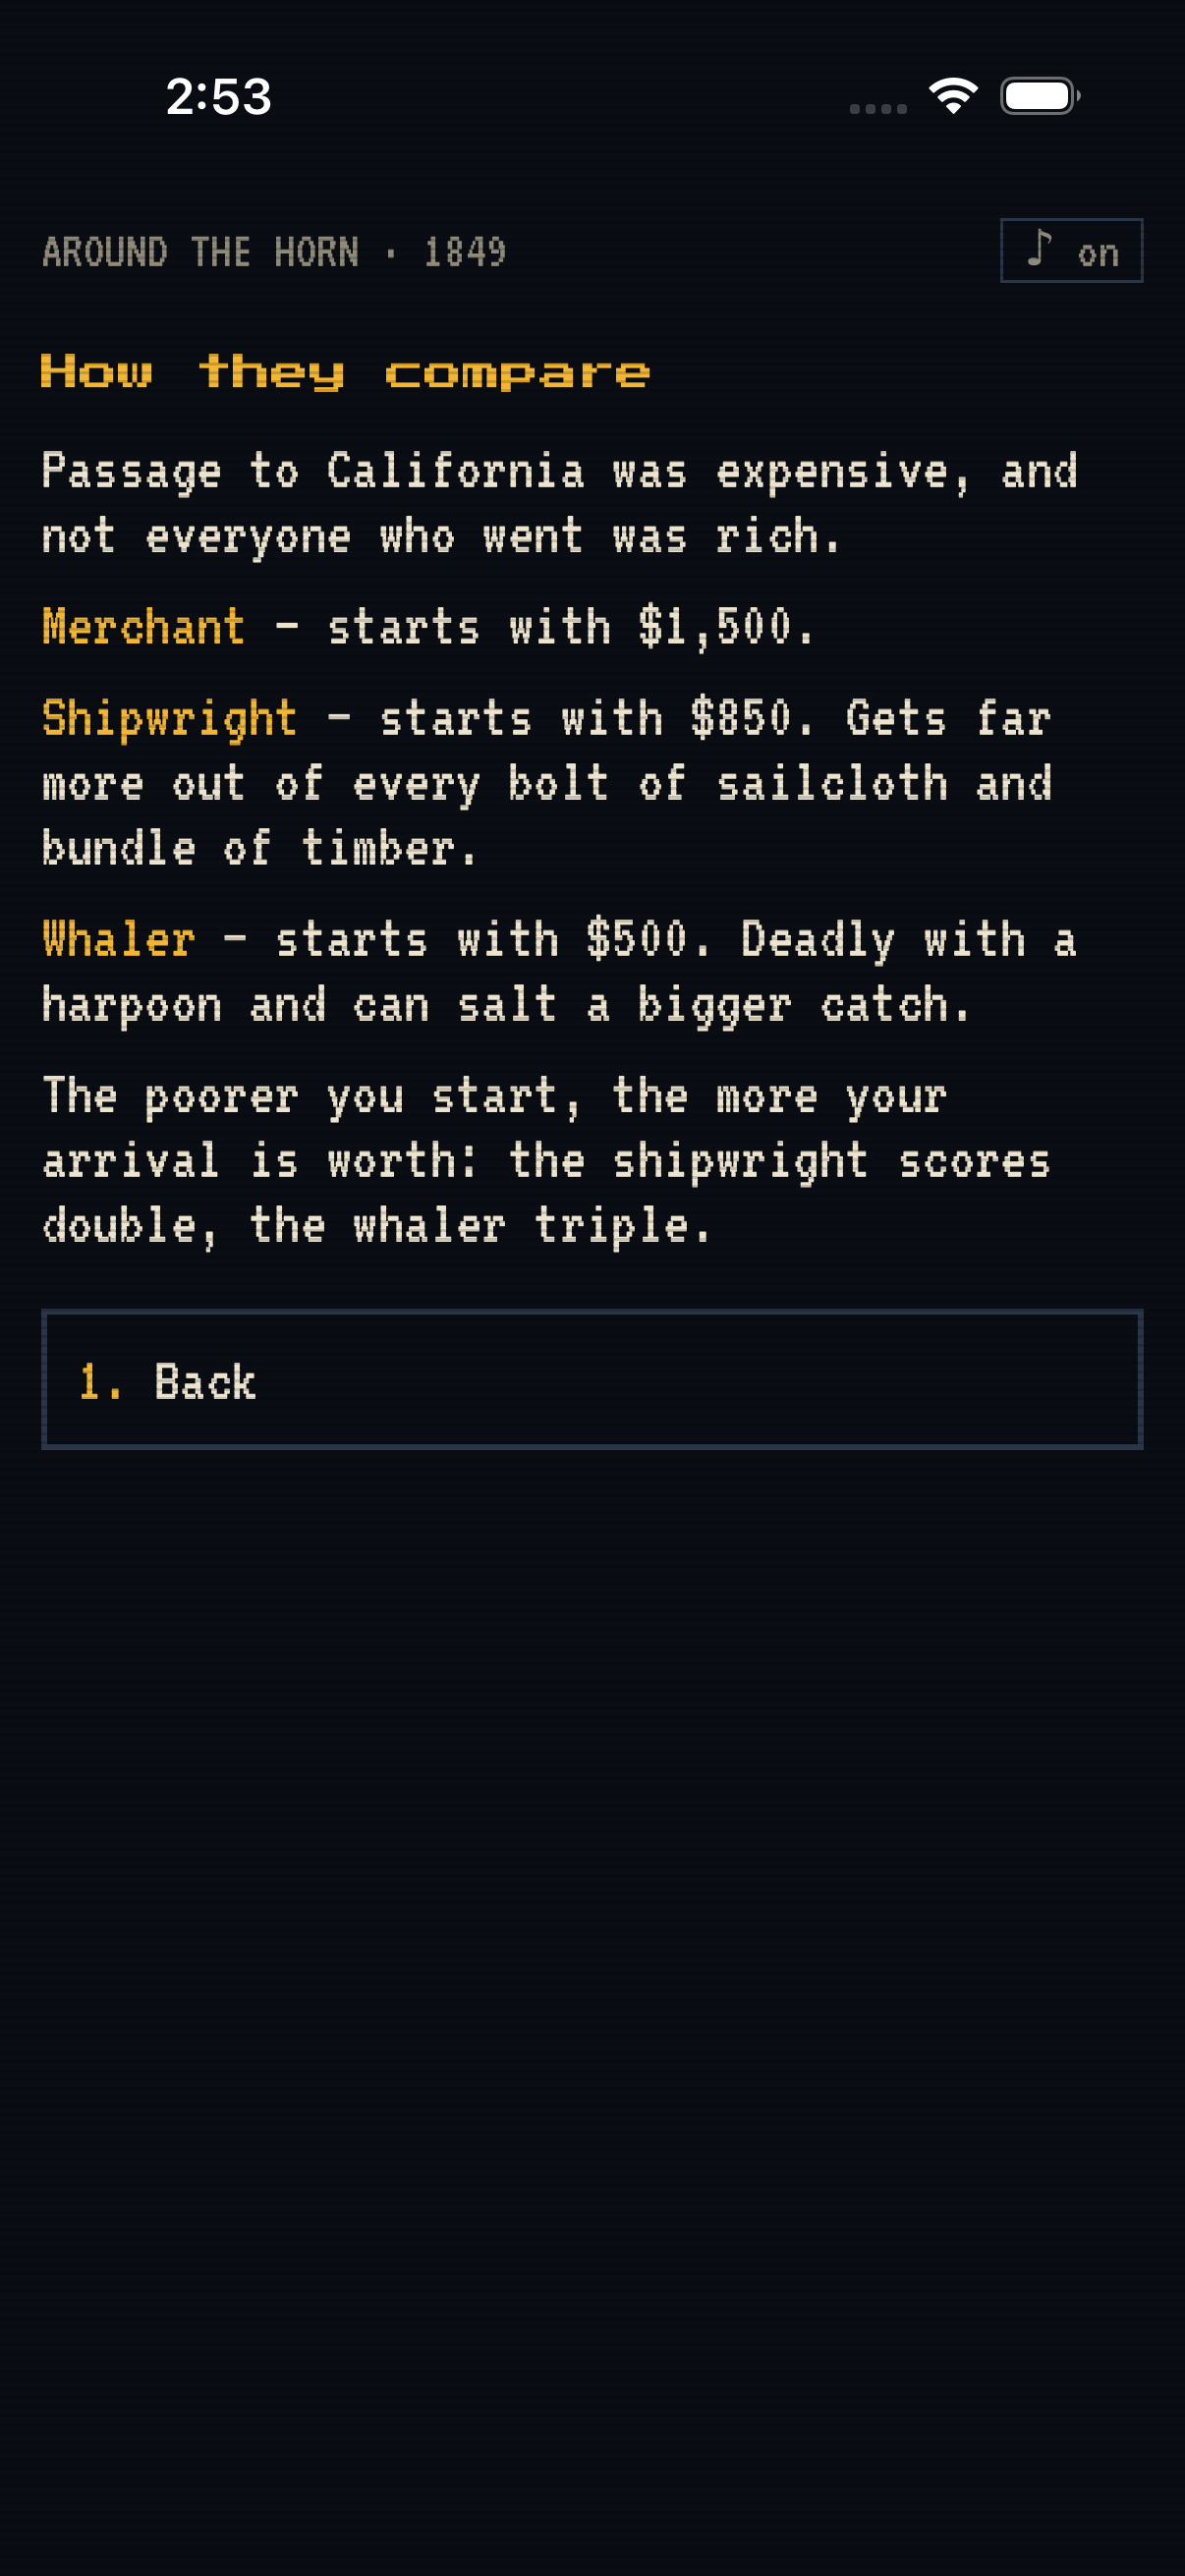 2:53
AROUND THE HORN · 1849
♪ on
How they compare
Passage to California was expensive, and
not everyone who went was rich.
Merchant – starts with $1,500.
Shipwright – starts with $850. Gets far
more out of every bolt of sailcloth and
bundle of timber.
Whaler – starts with $500. Deadly with a
harpoon and can salt a bigger catch.
The poorer you start, the more your
arrival is worth: the shipwright scores
double, the whaler triple.
1. Back